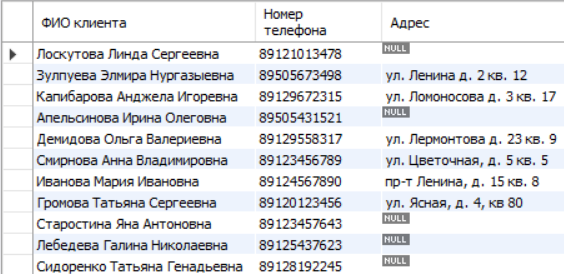 ФИО клиента Номер телефона Адрес
Лоскутова Линда Сергеевна 89121013478 NULL
Зулпуева Элмира Нургазыевна 89505673498 ул. Ленина д. 2 кв. 12
Капибарова Анджела Игоревна 89129672315 ул. Ломоносова д. 3 кв. 17
Апельсинова Ирина Олеговна 89505431521 NULL
Демидова Ольга Валериевна 89129558317 ул. Лермонтова д. 23 кв. 9
Смирнова Анна Владимировна 89123456789 ул. Цветочная, д. 5 кв. 5
Иванова Мария Ивановна 89124567890 пр-т Ленина, д. 15 кв. 8
Громова Татьяна Сергеевна 89120123456 ул. Ясная, д. 4, кв 80
Старостина Яна Антоновна 89123457643 NULL
Лебедева Галина Николаевна 89125437623 NULL
Сидоренко Татьяна Генадьевна 89128192245 NULL